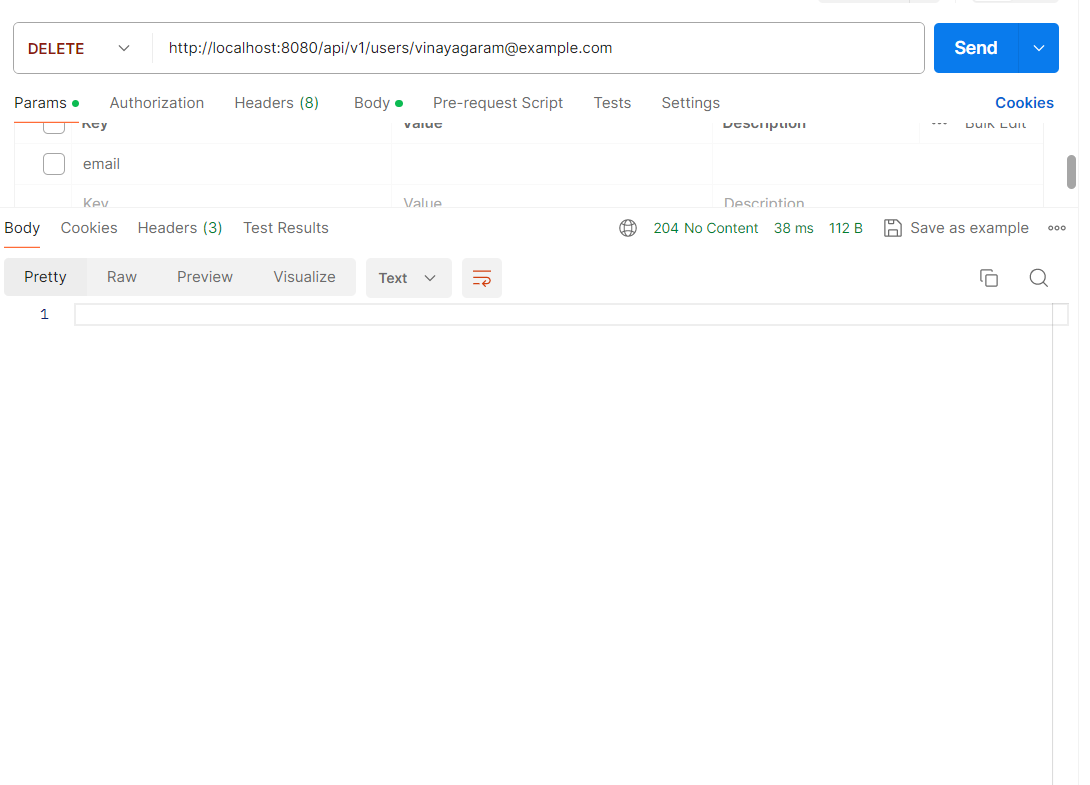 DELETE http://localhost:8080/api/v1/users/vinayagaram@example.com Send
Params Authorization Headers (8) Body Pre-request Script Tests Settings Cookies
Key Value Description ... Bulk Edit
email
Key Value Description
Body Cookies Headers (3) Test Results 204 No Content 38 ms 112 B Save as example
Pretty Raw Preview Visualize Text
1